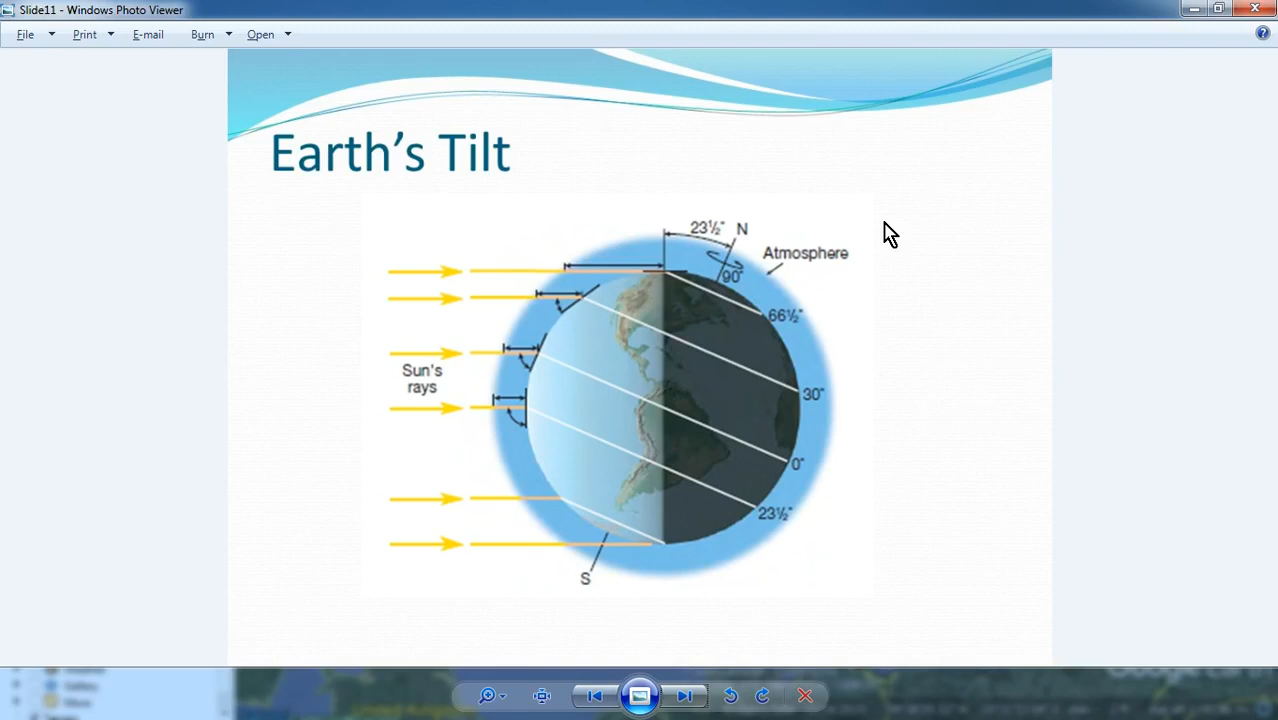 Slide11 - Windows Photo Viewer
File Print E-mail Burn Open
Earth's Tilt
23½° N
Atmosphere
90°
66½°
Sun's
rays
30°
0°
23½°
S